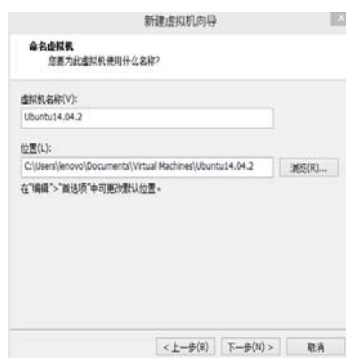 新建虚拟机向导
命名虚拟机
您要为此虚拟机使用什么名称?
虚拟机名称(V):
Ubuntu14.04.2
位置(L):
C:\Users\lenovo\Documents\Virtual Machines\Ubuntu14.04.2
浏览(R)...
在"编辑">"首选项"中可更改默认位置。
<上一步(B)
下一步(N) >
取消